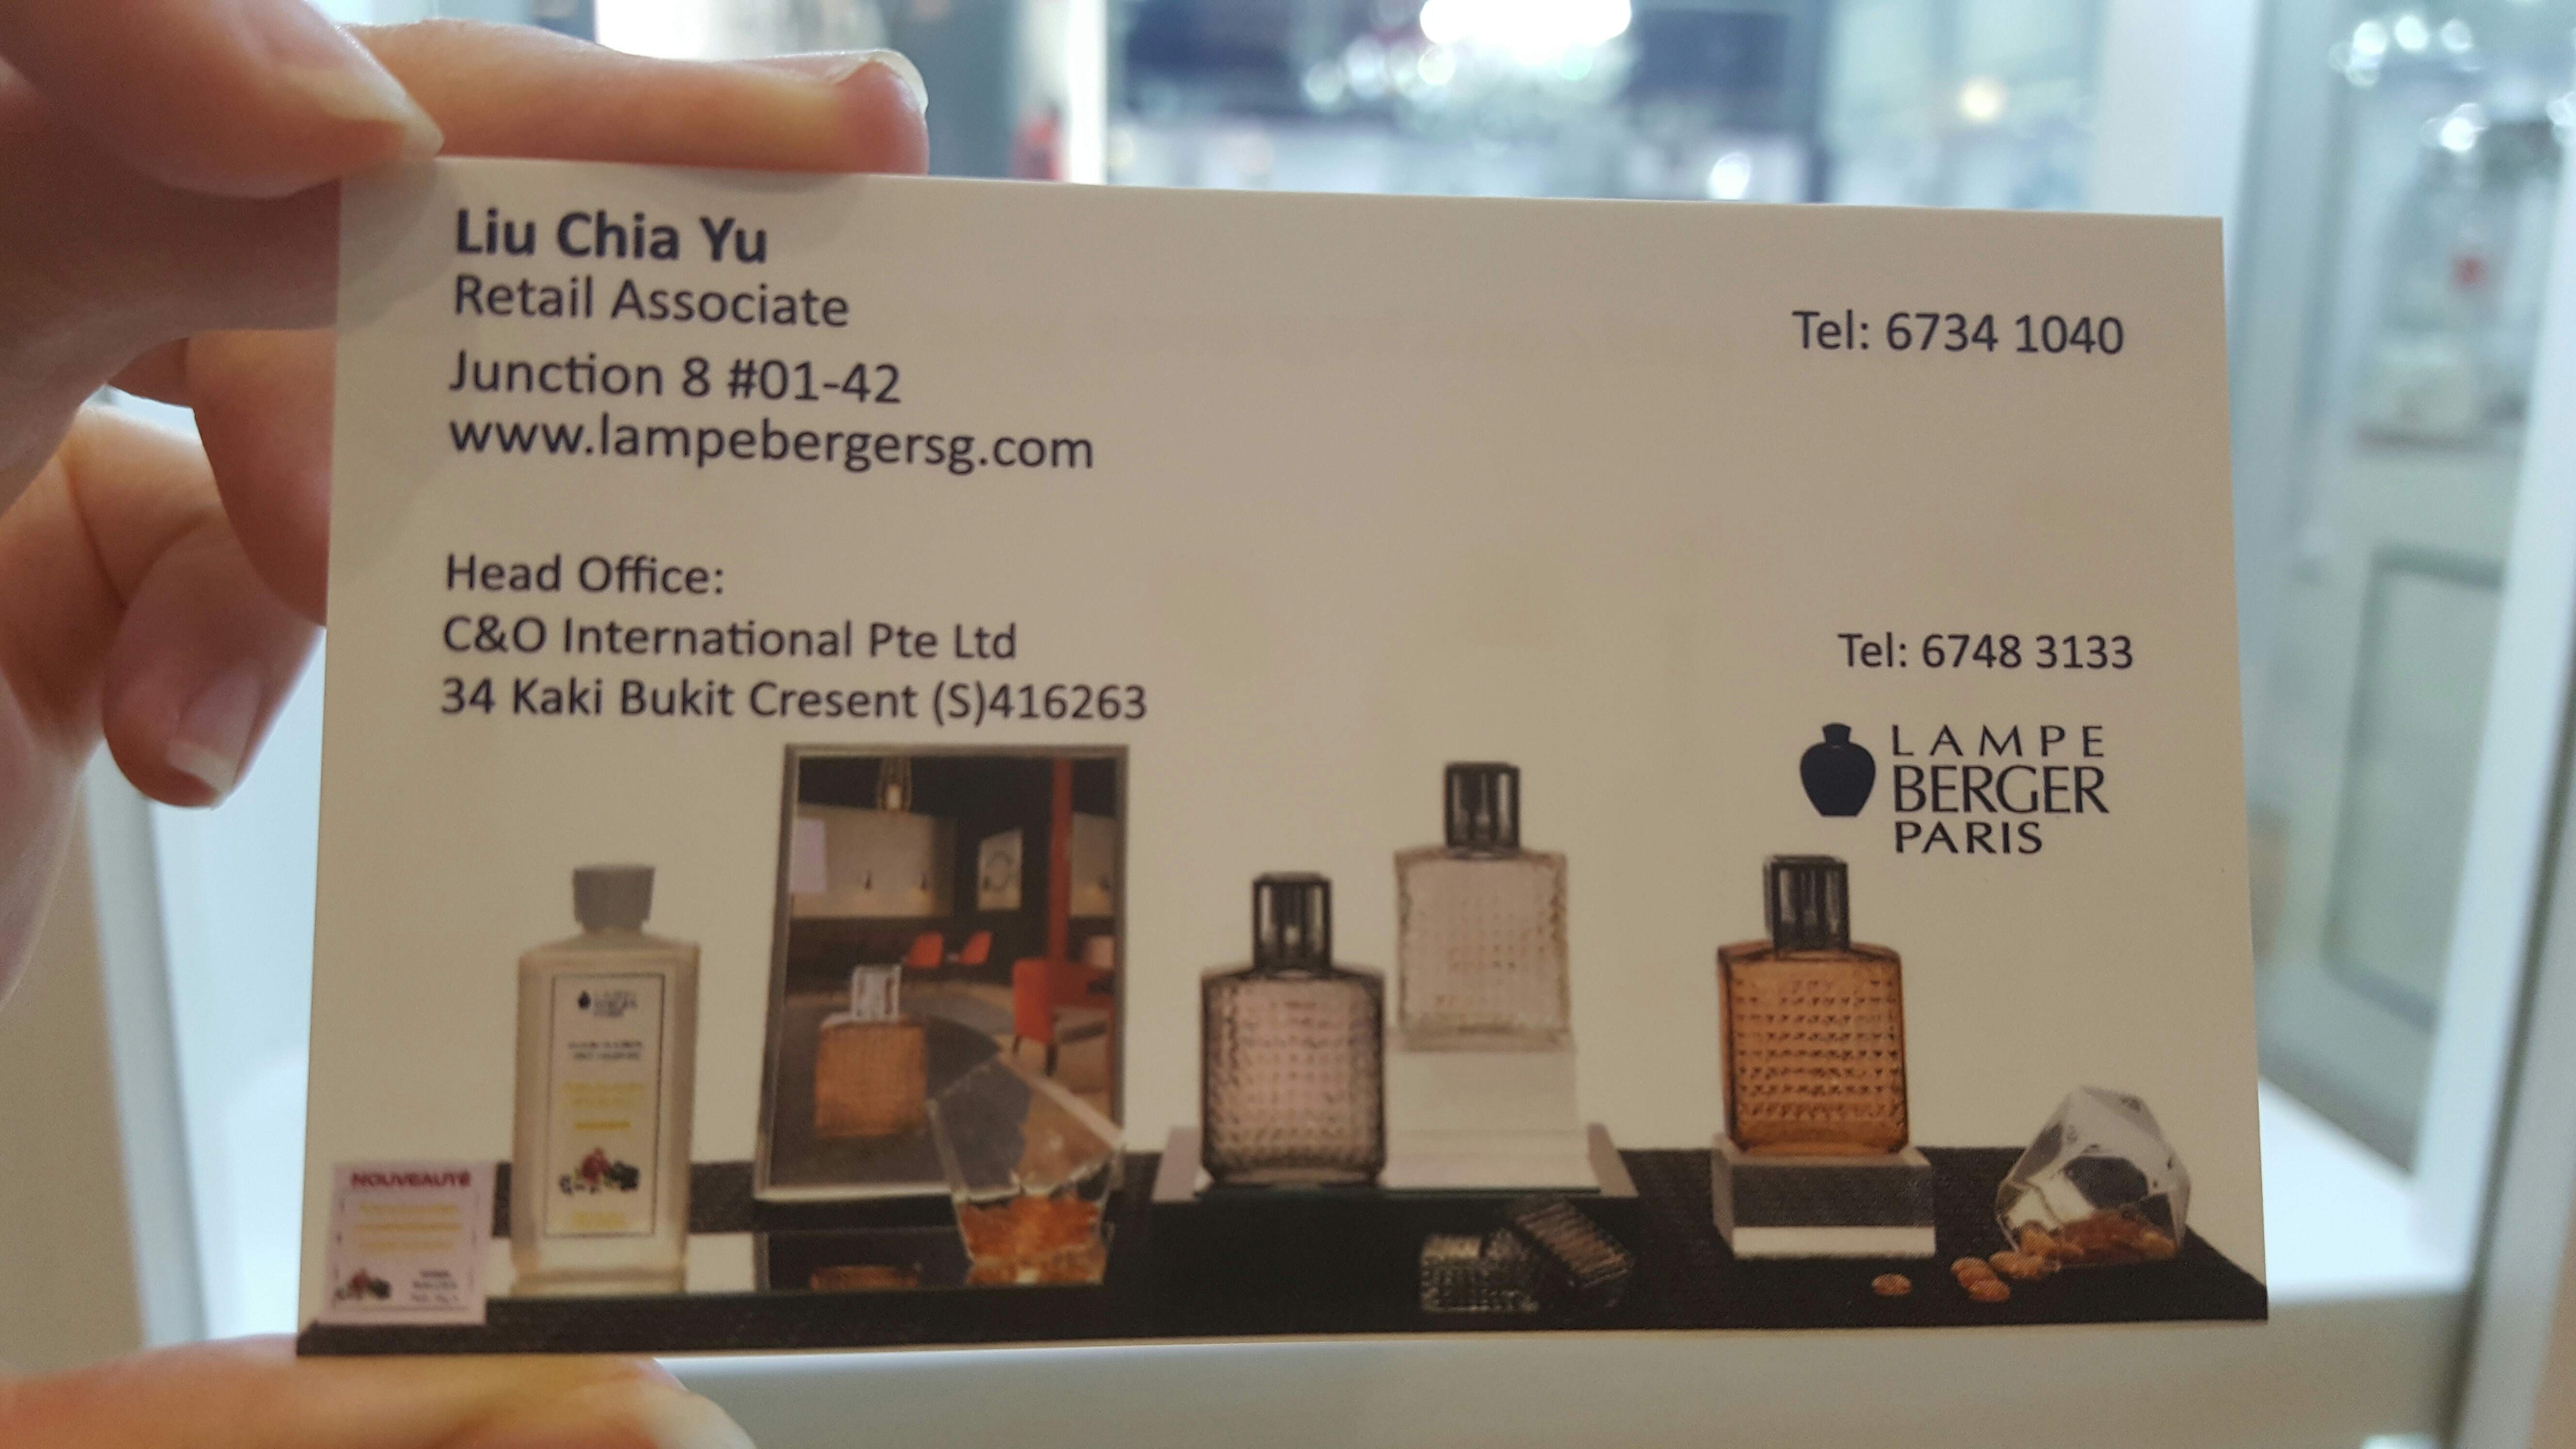 Liu Chia Yu
Retail Associate
Tel: 6734 1040
Junction 8 #01-42
www.lampebergersg.com
Head Office:
C&O International Pte Ltd
Tel: 6748 3133
34 Kaki Bukit Cresent (S)416263
LAMPE
BERGER
PARIS
NOUVEAUTÉ